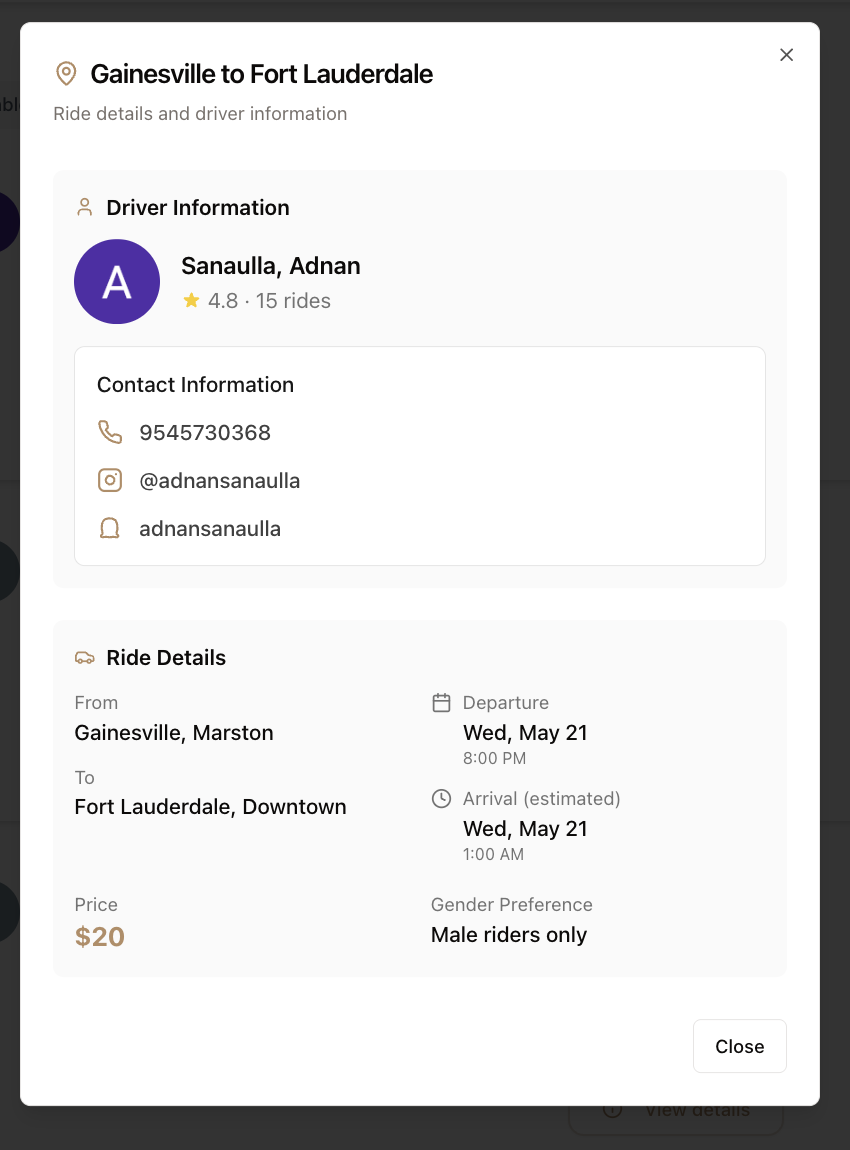 Gainesville to Fort Lauderdale
Ride details and driver information
Driver Information
A
Sanaulla, Adnan
4.8 · 15 rides
Contact Information
9545730368
@adnansanaulla
adnansanaulla
Ride Details
From
Gainesville, Marston
To
Fort Lauderdale, Downtown
Departure
Wed, May 21
8:00 PM
Arrival (estimated)
Wed, May 21
1:00 AM
Price
$20
Gender Preference
Male riders only
Close
View details